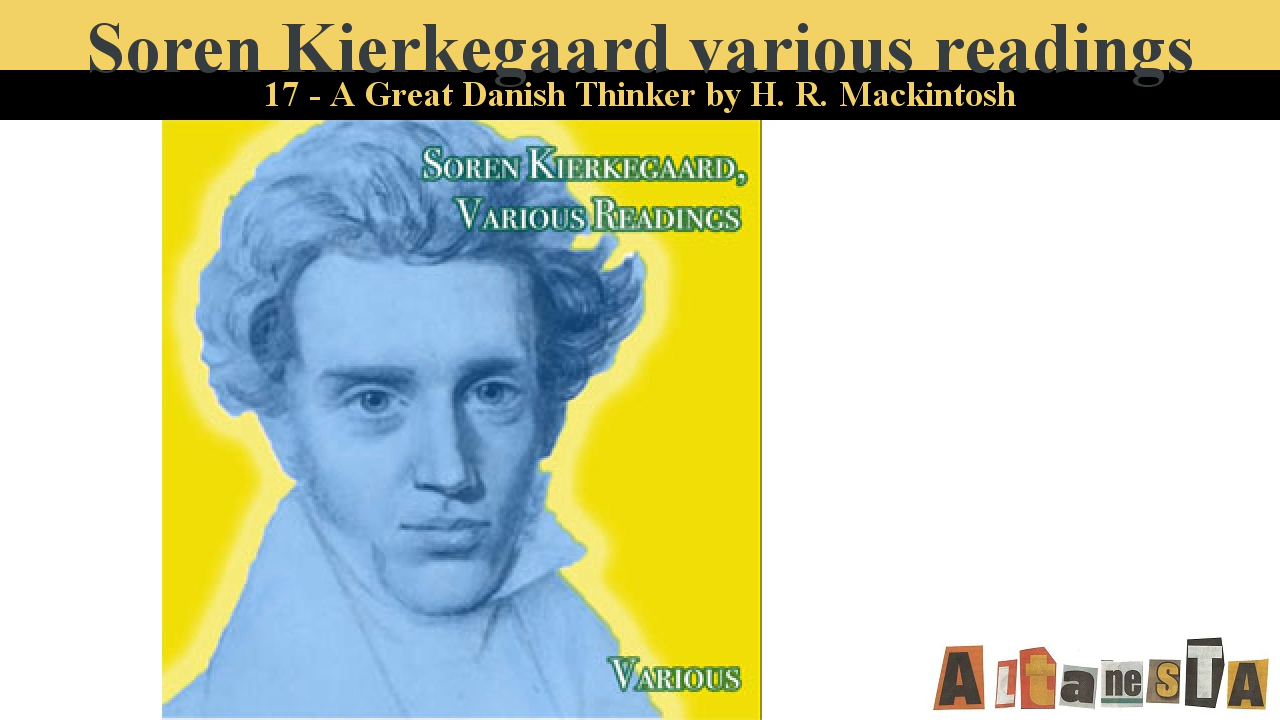 Soren Kierkegaard various readings
17 - A Great Danish Thinker by H. R. Mackintosh
Soren Kierkegaard,
Various Readings
Various
AltanesTA